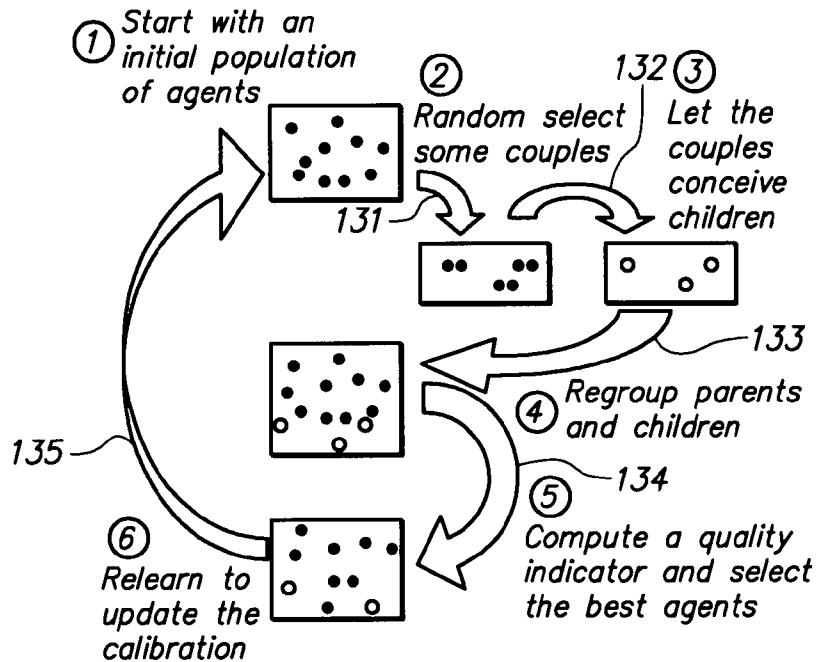 1 Start with an
initial population
of agents
2
Random select
some couples
131
132 3
Let the
couples
conceive
children
133
4 Regroup parents
and children
134
5
Compute a quality
indicator and select
the best agents
135
6
Relearn to
update the
calibration